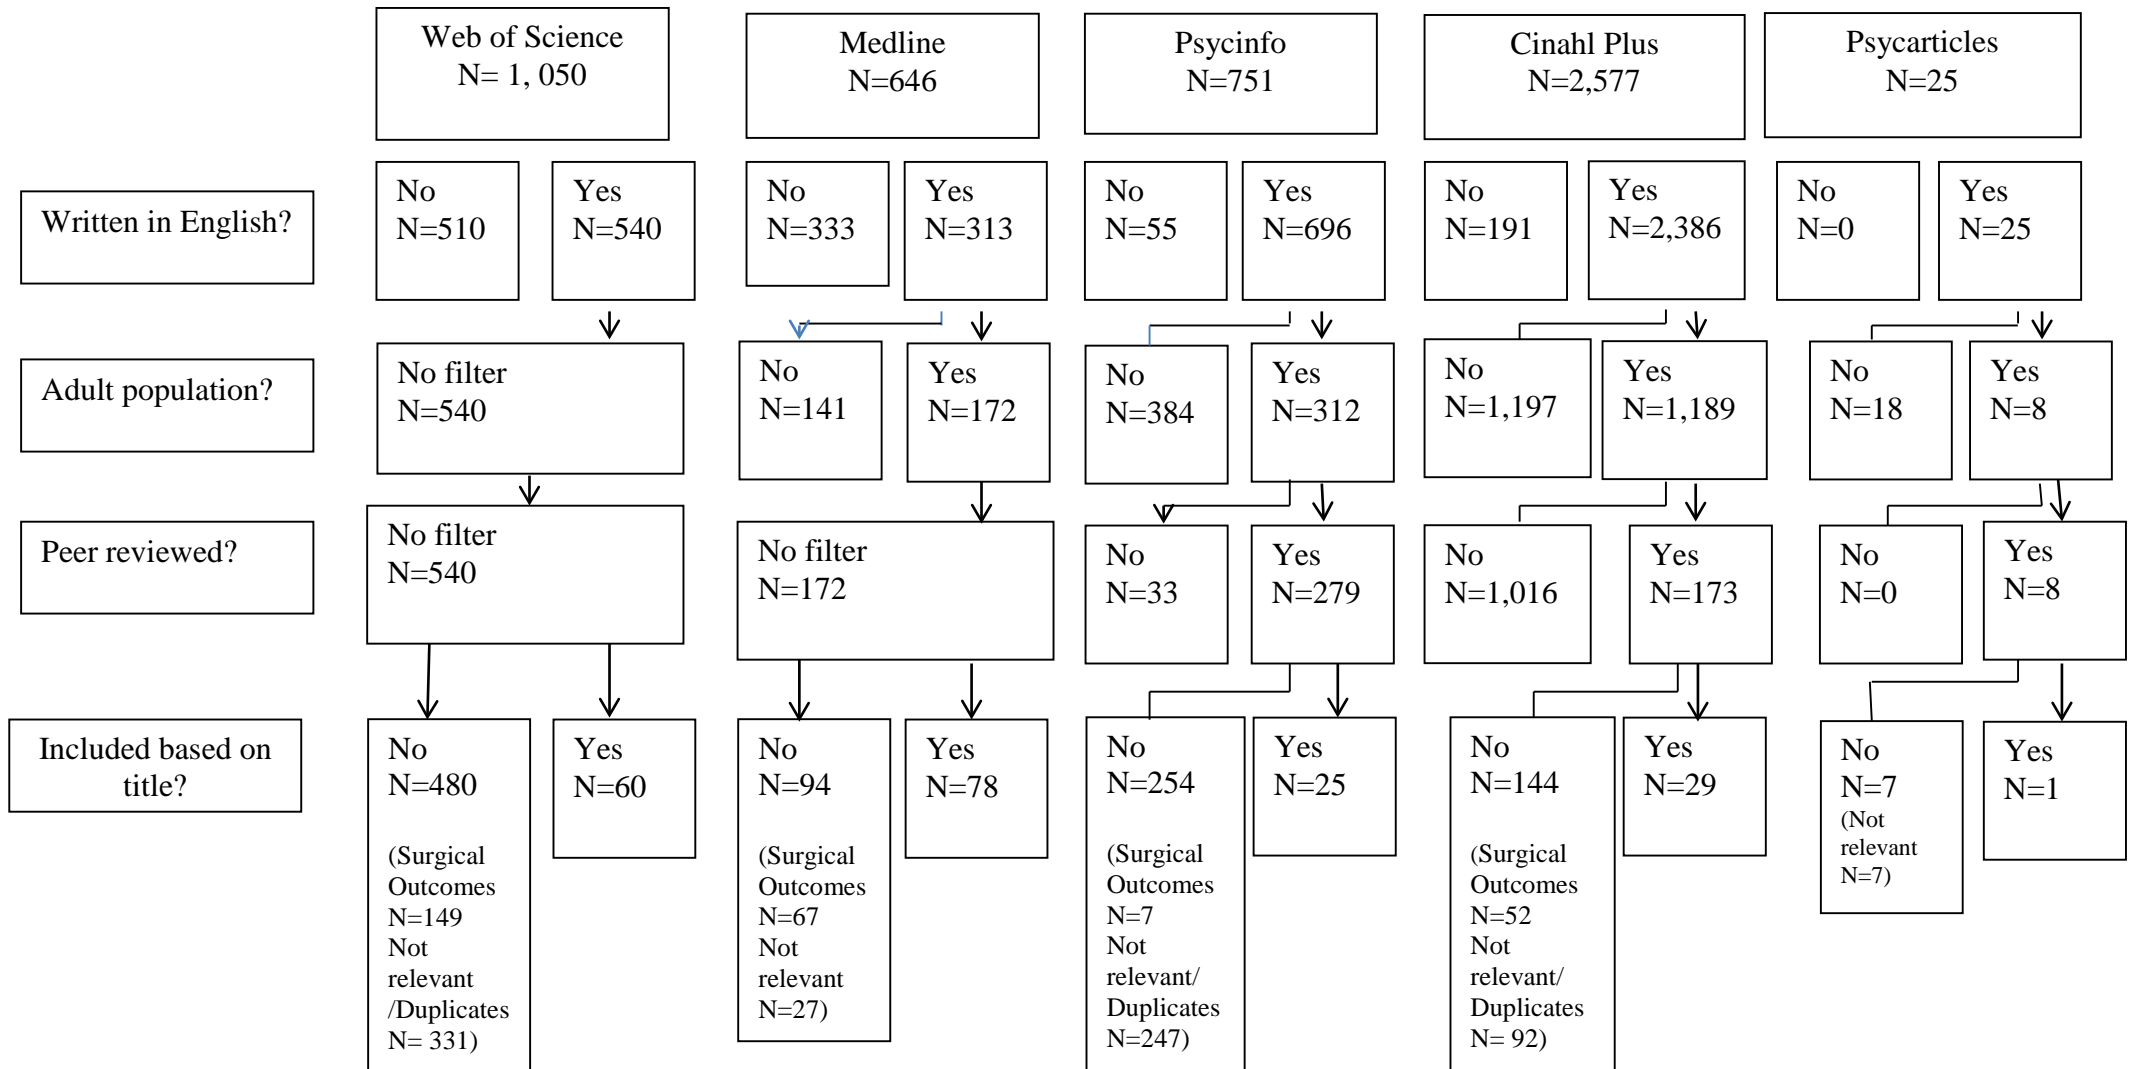 Web of Science
N= 1, 050
Medline
N=646
Psycinfo
N=751
Cinahl Plus
N=2,577
Psycarticles
N=25
Written in English?
No
N=510
Yes
N=540
No
N=333
Yes
N=313
No
N=55
Yes
N=696
No
N=191
Yes
N=2,386
No
N=0
Yes
N=25
Adult population?
No filter
N=540
No
N=141
Yes
N=172
No
N=384
Yes
N=312
No
N=1,197
Yes
N=1,189
No
N=18
Yes
N=8
Peer reviewed?
No filter
N=540
No filter
N=172
No
N=33
Yes
N=279
No
N=1,016
Yes
N=173
No
N=0
Yes
N=8
Included based on
title?
No
N=480
(Surgical
Outcomes
N=149
Not
relevant
/Duplicates
N= 331)
Yes
N=60
No
N=94
(Surgical
Outcomes
N=67
Not
relevant
N=27)
Yes
N=78
No
N=254
(Surgical
Outcomes
N=7
Not
relevant/
Duplicates
N=247)
Yes
N=25
No
N=144
(Surgical
Outcomes
N=52
Not
relevant/
Duplicates
N= 92)
Yes
N=29
No
N=7
(Not
relevant
N=7)
Yes
N=1